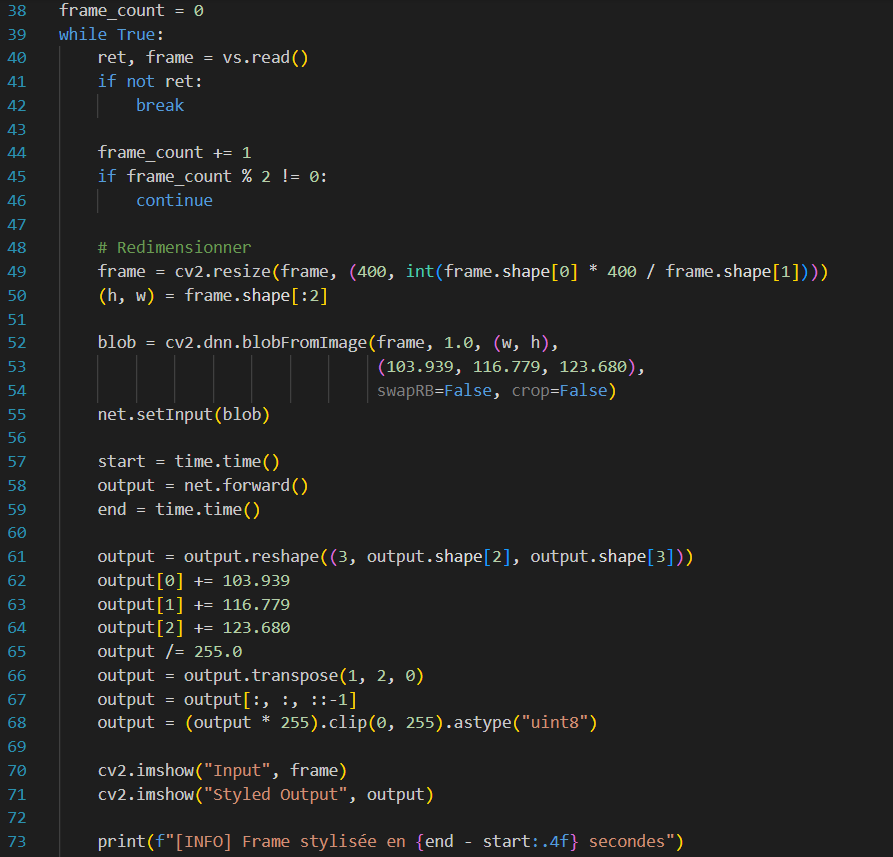 38 frame_count = 0
39 while True:
40     ret, frame = vs.read()
41     if not ret:
42         break
43
44     frame_count += 1
45     if frame_count % 2 != 0:
46         continue
47
48     # Redimensionner
49     frame = cv2.resize(frame, (400, int(frame.shape[0] * 400 / frame.shape[1])))
50     (h, w) = frame.shape[:2]
51
52     blob = cv2.dnn.blobFromImage(frame, 1.0, (w, h),
53                                  (103.939, 116.779, 123.680),
54                                  swapRB=False, crop=False)
55     net.setInput(blob)
56
57     start = time.time()
58     output = net.forward()
59     end = time.time()
60
61     output = output.reshape((3, output.shape[2], output.shape[3]))
62     output[0] += 103.939
63     output[1] += 116.779
64     output[2] += 123.680
65     output /= 255.0
66     output = output.transpose(1, 2, 0)
67     output = output[:, :, ::-1]
68     output = (output * 255).clip(0, 255).astype("uint8")
69
70     cv2.imshow("Input", frame)
71     cv2.imshow("Styled Output", output)
72
73     print(f"[INFO] Frame stylisée en {end - start:.4f} secondes")